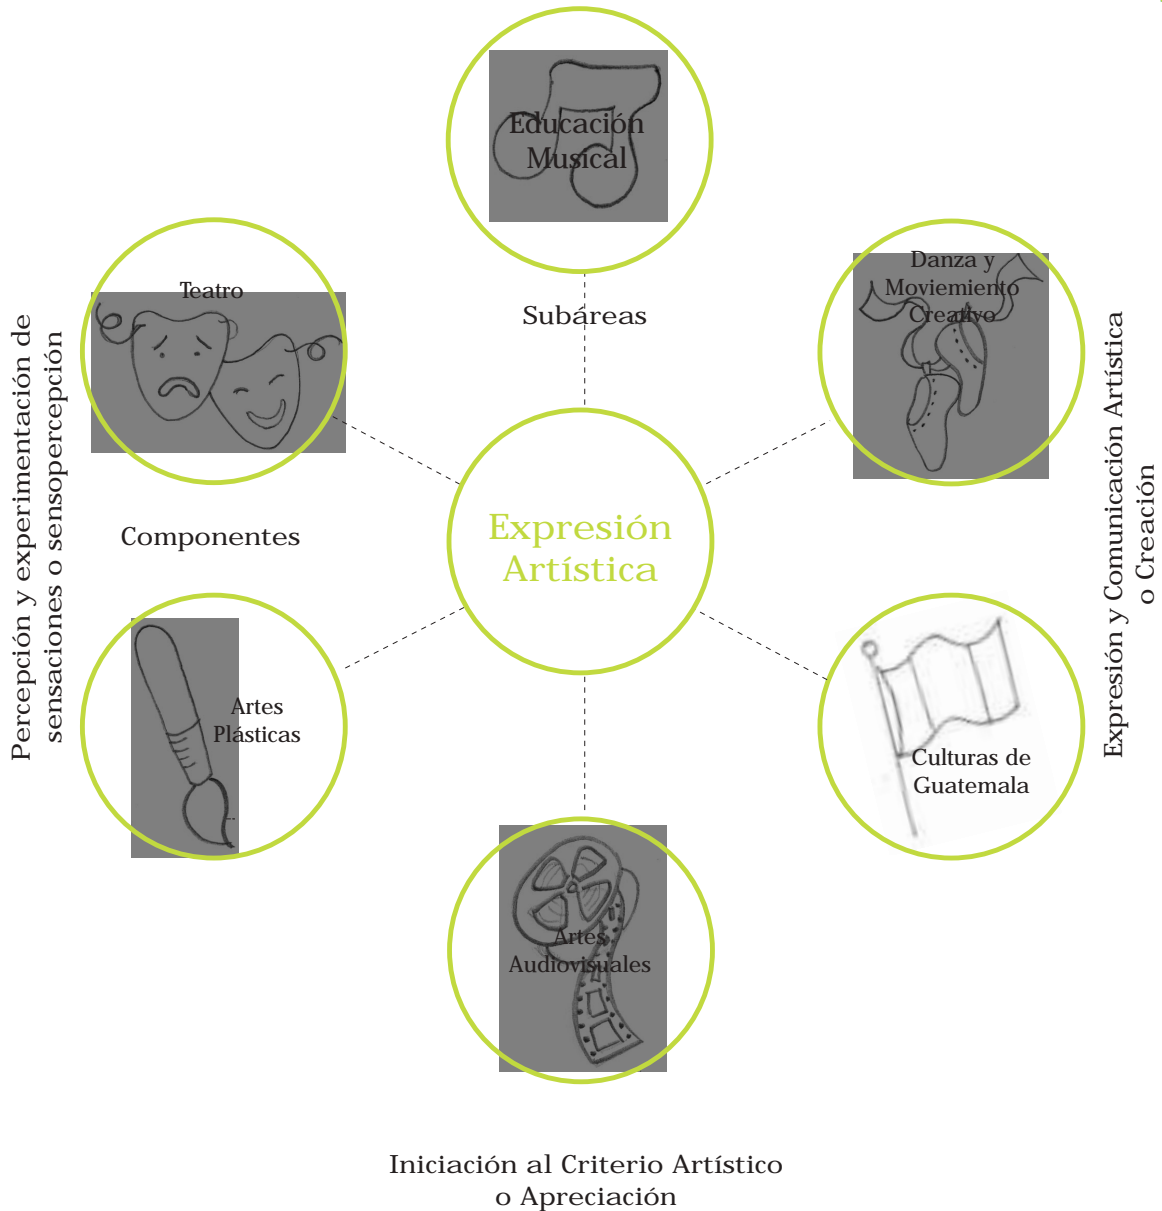 Educación
Musical
Subáreas
Teatro
Danza y
Moviemiento
Creativo
Percepción y experimentación de
sensaciones o sensopercepción
Expresión y Comunicación Artística
o Creación
Componentes
Expresión
Artística
Artes
Plásticas
Culturas de
Guatemala
Artes
Audiovisuales
Iniciación al Criterio Artístico
o Apreciación